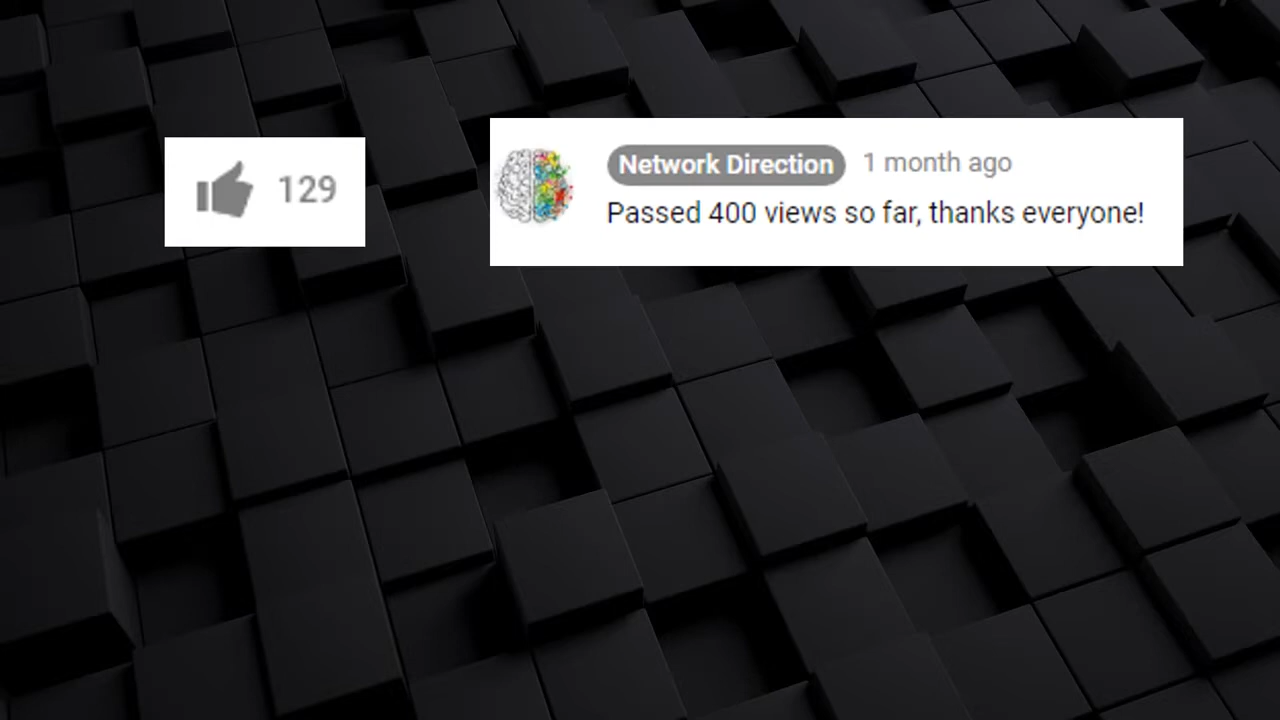 129
Network Direction 1 month ago
Passed 400 views so far, thanks everyone!